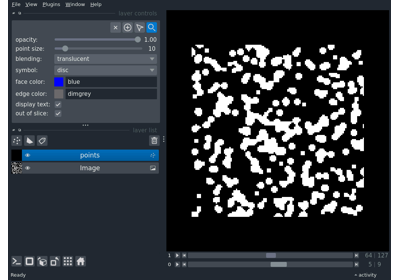 File View Plugins Window Help
layer controls
opacity: 1.00
point size: 10
blending: translucent
symbol: disc
face color: blue
edge color: dimgrey
display text:
out of slice:
layer list
points
Image
1 64 127
0 5 9
Ready activity